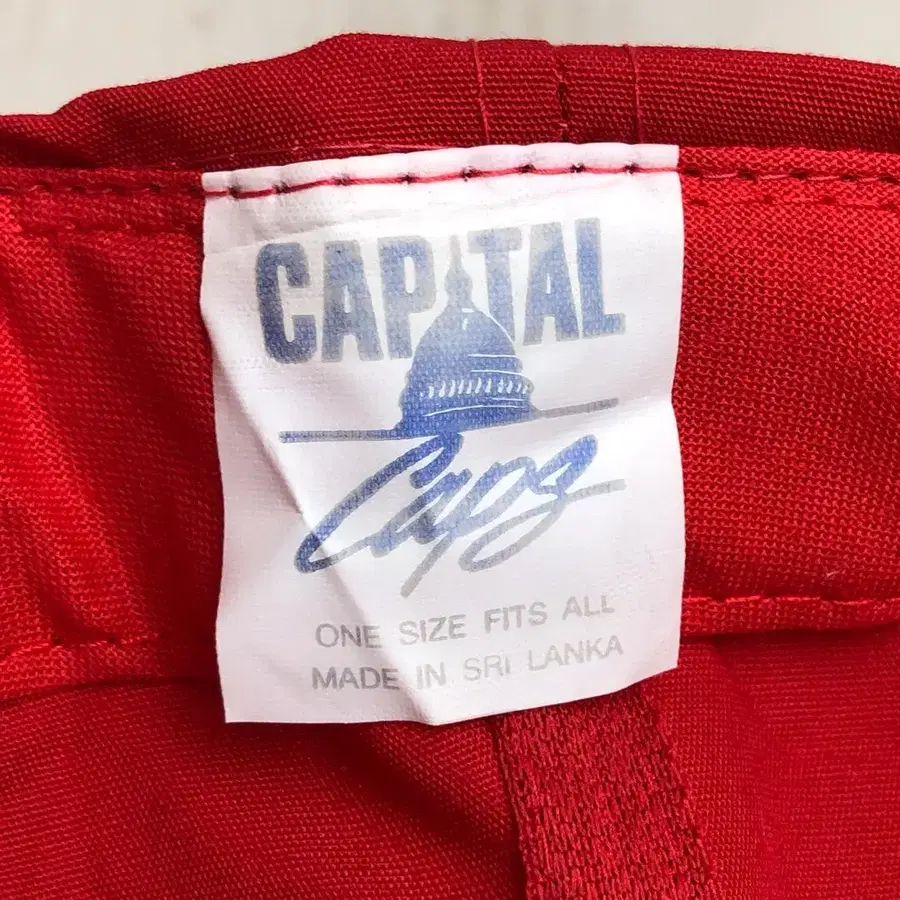 CAPITAL
Caps
ONE SIZE FITS ALL
MADE IN SRI LANKA